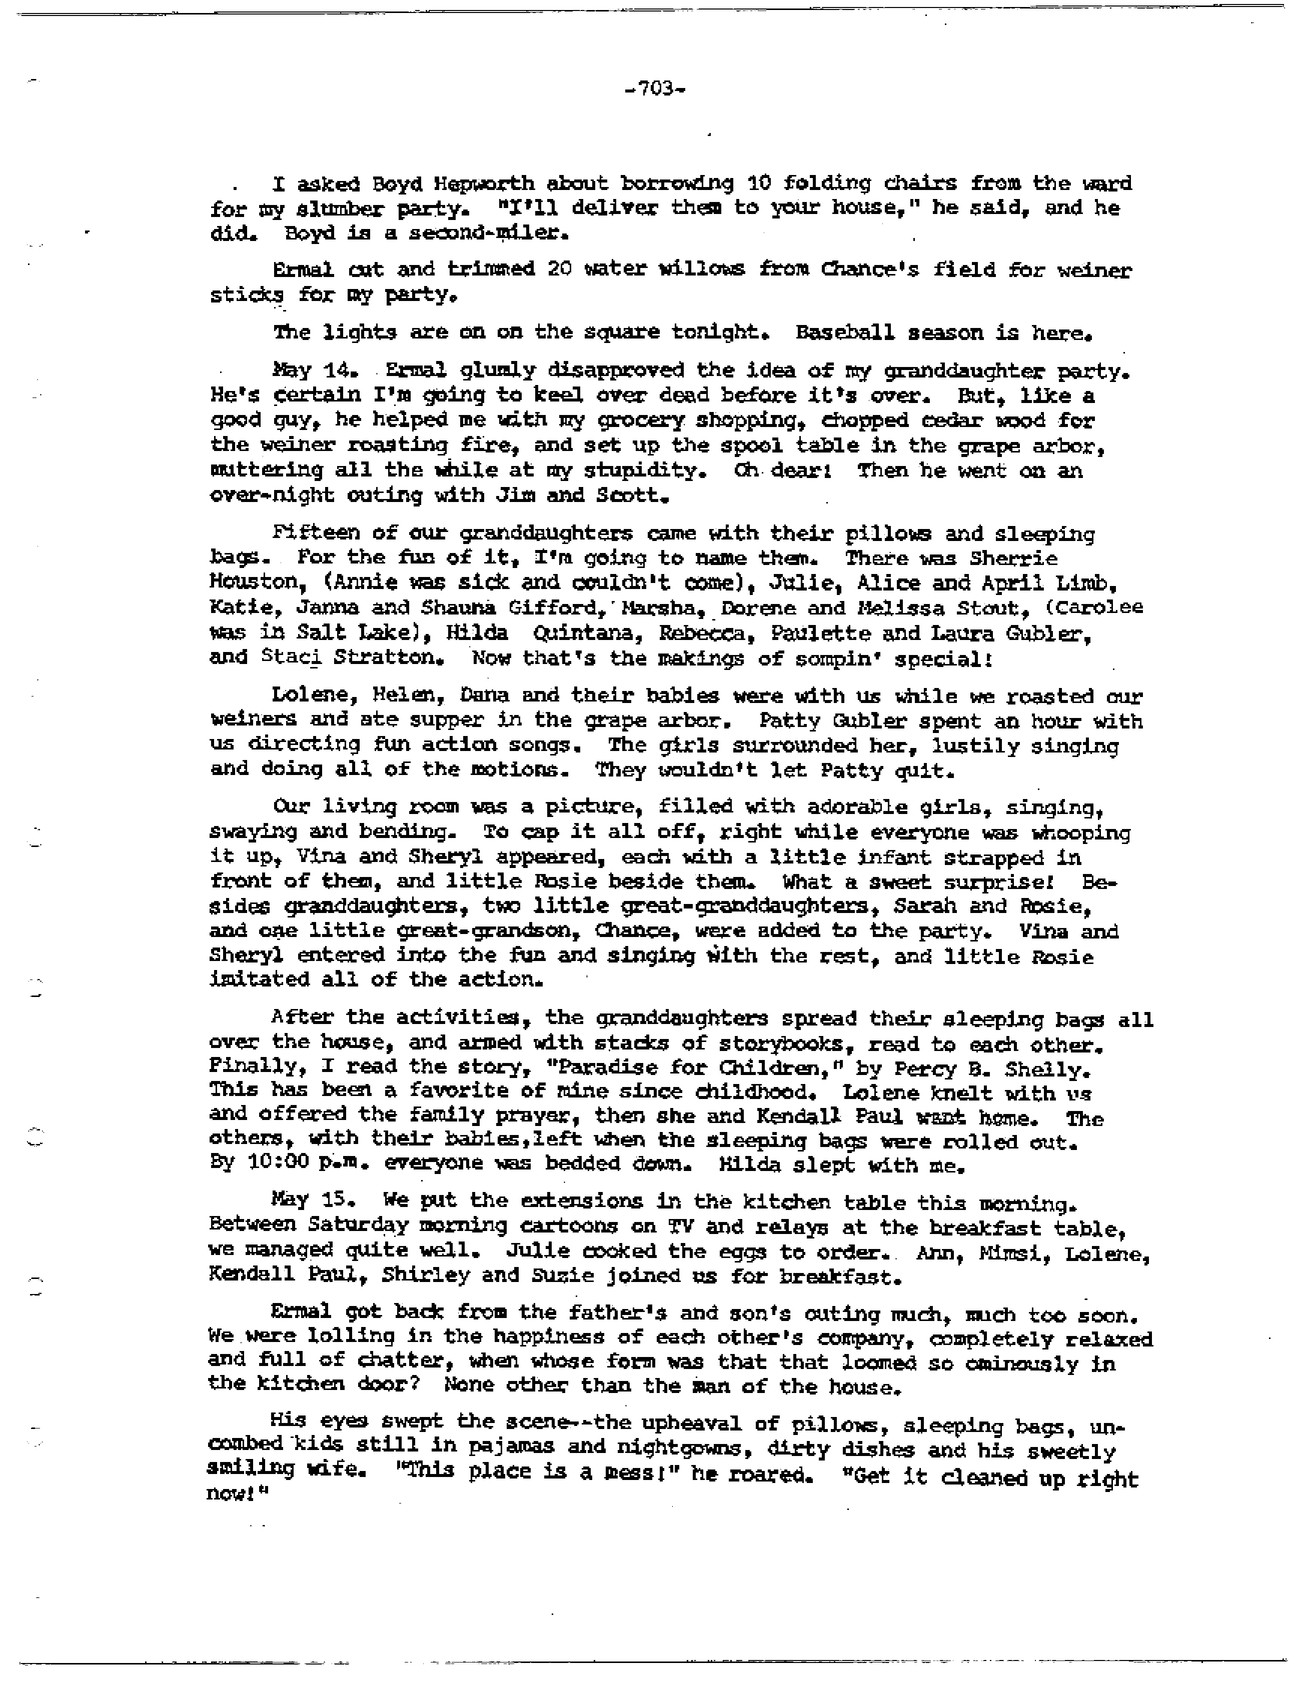 -703-
I asked Boyd Hepworth about borrowing 10 folding chairs from the ward
for my slumber party. "I'll deliver them to your house," he said, and he
did. Boyd is a second-miler.
Ermal cut and trimmed 20 water willows from Chance's field for weiner
sticks for my party.
The lights are on on the square tonight. Baseball season is here.
May 14. Ermal glumly disapproved the idea of my granddaughter party.
He's certain I'm going to keel over dead before it's over. But, like a
good guy, he helped me with my grocery shopping, chopped cedar wood for
the weiner roasting fire, and set up the spool table in the grape arbor,
muttering all the while at my stupidity. Oh dear! Then he went on an
over-night outing with Jim and Scott.
Fifteen of our granddaughters came with their pillows and sleeping
bags. For the fun of it, I'm going to name them. There was Sherrie
Houston, (Annie was sick and couldn't come), Julie, Alice and April Limb,
Katie, Janna and Shauna Gifford, Marsha, Dorene and Melissa Stout, (Carolee
was in Salt Lake), Hilda Quintana, Rebecca, Paulette and Laura Gubler,
and Staci Stratton. Now that's the makings of sompin' special!
Lolene, Helen, Dana and their babies were with us while we roasted our
weiners and ate supper in the grape arbor. Patty Gubler spent an hour with
us directing fun action songs. The girls surrounded her, lustily singing
and doing all of the motions. They wouldn't let Patty quit.
Our living room was a picture, filled with adorable girls, singing,
swaying and bending. To cap it all off, right while everyone was whooping
it up, Vina and Sheryl appeared, each with a little infant strapped in
front of them, and little Rosie beside them. What a sweet surprise! Be-
sides granddaughters, two little great-granddaughters, Sarah and Rosie,
and one little great-grandson, Chance, were added to the party. Vina and
Sheryl entered into the fun and singing with the rest, and little Rosie
imitated all of the action.
After the activities, the granddaughters spread their sleeping bags all
over the house, and armed with stacks of storybooks, read to each other.
Finally, I read the story, "Paradise for Children," by Percy B. Shelly.
This has been a favorite of mine since childhood. Lolene knelt with us
and offered the family prayer, then she and Kendall Paul went home. The
others, with their babies,left when the sleeping bags were rolled out.
By 10:00 p.m. everyone was bedded down. Hilda slept with me.
May 15. We put the extensions in the kitchen table this morning.
Between Saturday morning cartoons on TV and relays at the breakfast table,
we managed quite well. Julie cooked the eggs to order. Ann, Mimsi, Lolene,
Kendall Paul, Shirley and Suzie joined us for breakfast.
Ermal got back from the father's and son's outing much, much too soon.
We were lolling in the happiness of each other's company, completely relaxed
and full of chatter, when whose form was that that loomed so ominously in
the kitchen door? None other than the man of the house.
His eyes swept the scene--the upheaval of pillows, sleeping bags, un-
combed kids still in pajamas and nightgowns, dirty dishes and his sweetly
smiling wife. "This place is a mess!" he roared. "Get it cleaned up right
now!"